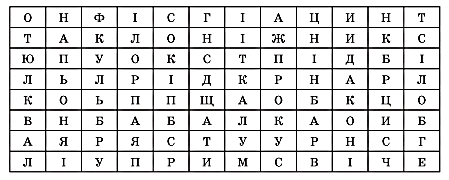 О Н Ф І С Г І А Ц И Н Т
Т А К Л О Н І Ж Н И К С
Ю П У О К С Т П І Д Б І
Л Ь Л Р І Д К Р Н А Р Л
К О Ь П П Щ А О Б К Ц О
В Н Б А Б А Л К А О И Б
А Я Р Я С Т У У Р Н С Г
Л І У П Р И М С В І Ч Е